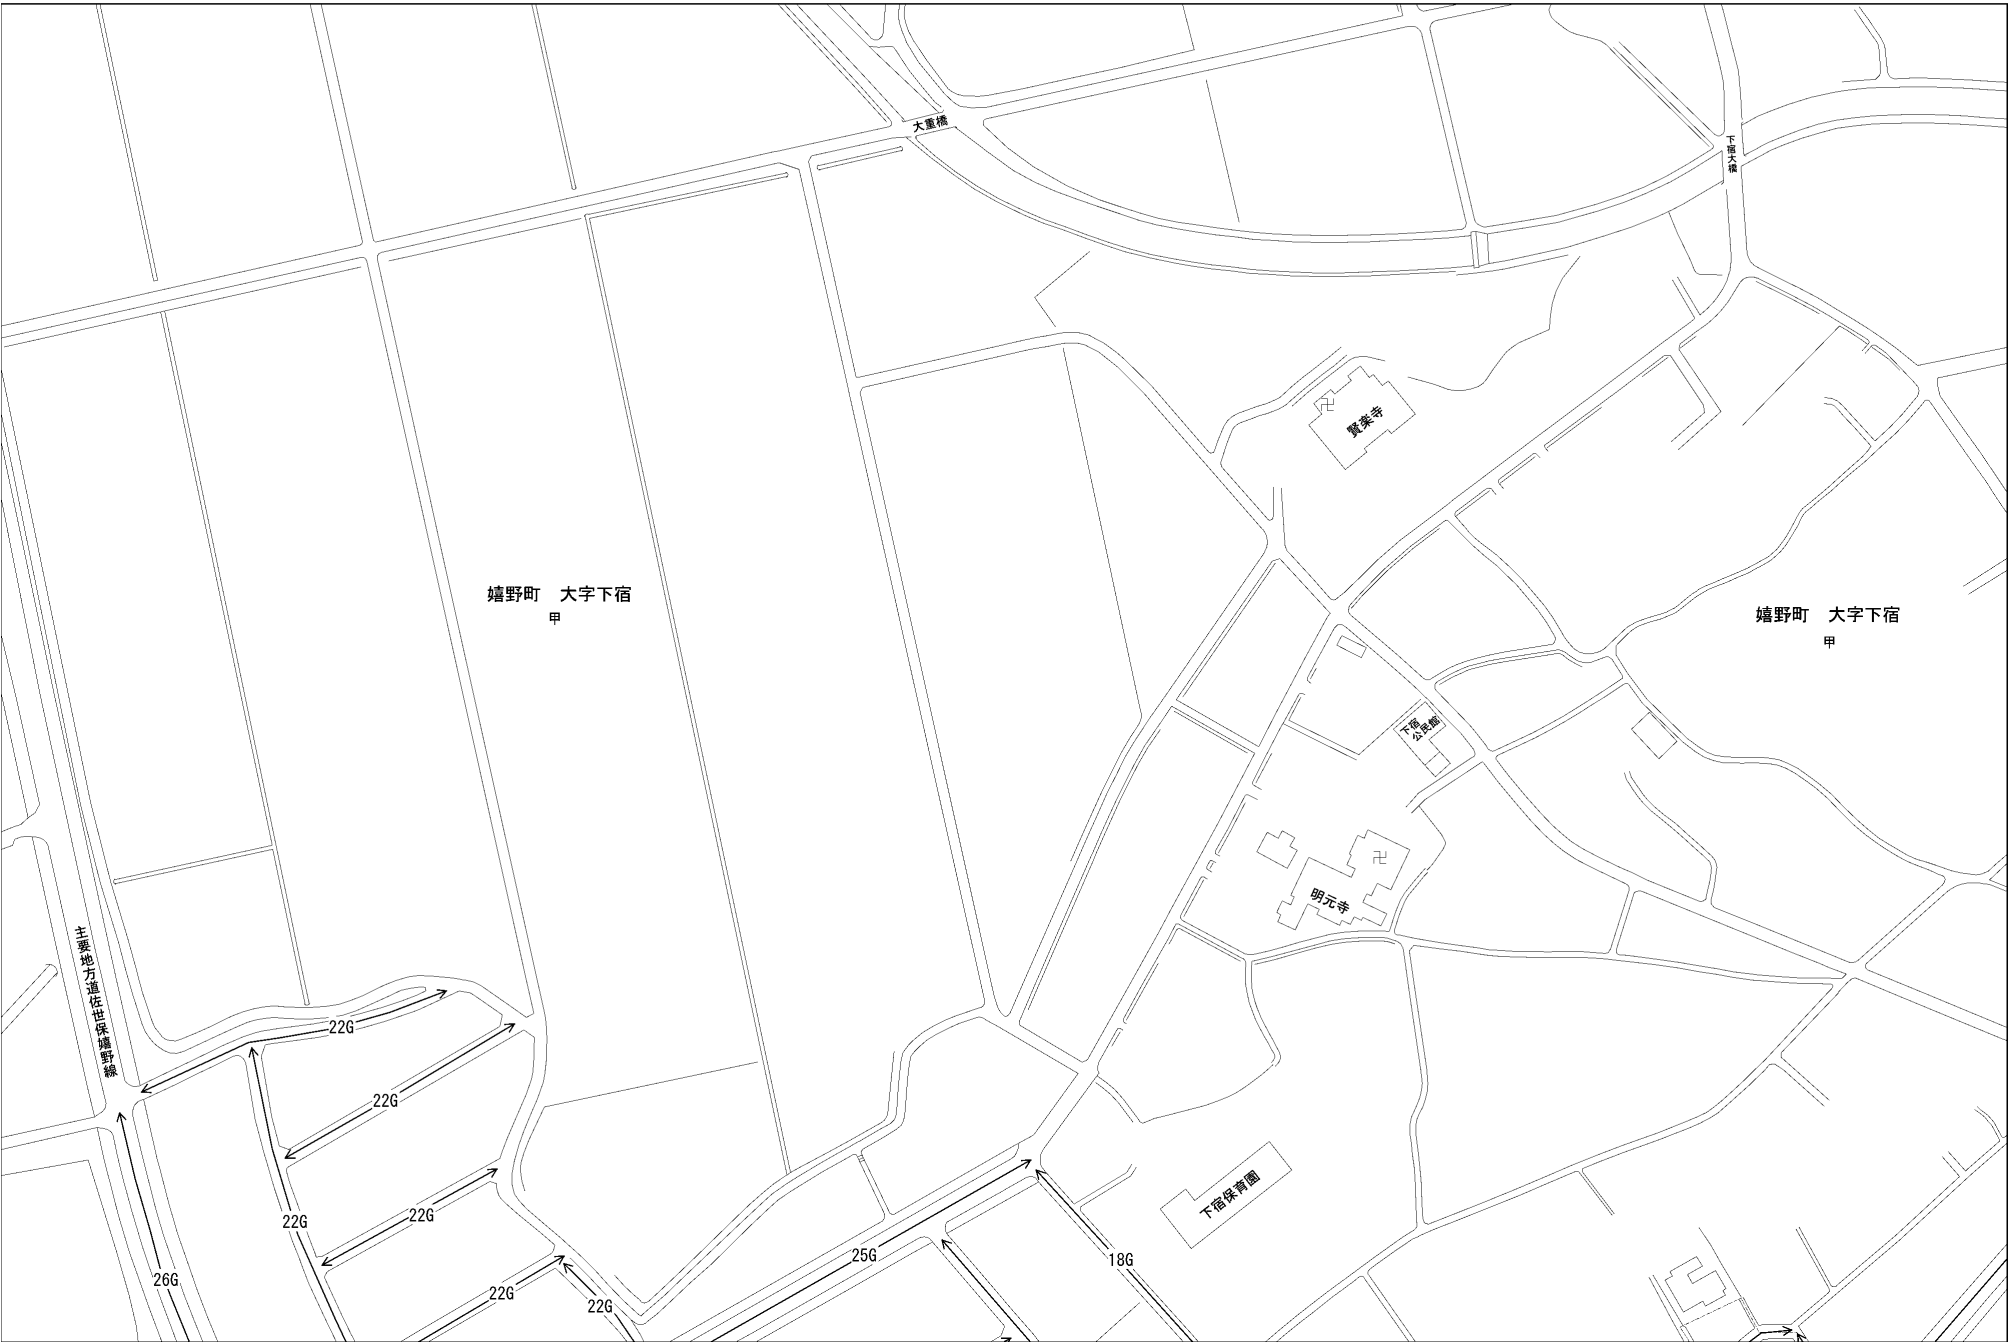 大重橋
下宿大橋
賢楽寺
嬉野町　大字下宿
甲
嬉野町　大字下宿
甲
下宿
公民館
明元寺
主要地方道佐世保嬉野線
22G
22G
22G
22G
下宿保育園
25G
18G
26G
22G
22G